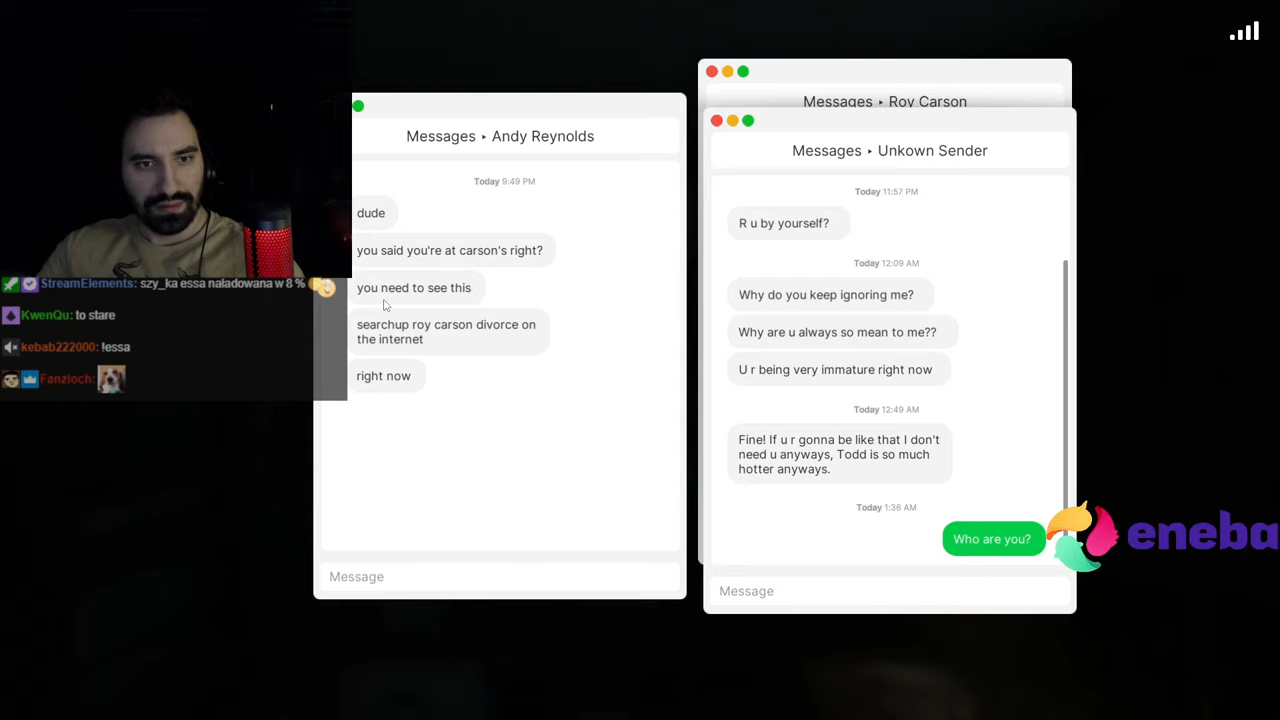 StreamElements: szy_ka essa naladowana w 8 %
KwenQu: to stare
kebab222000: !essa
Fanzloch:
Messages ‣ Andy Reynolds
Today 9:49 PM
dude
you said you're at carson's right?
you need to see this
searchup roy carson divorce on
the internet
right now
Message
Messages ‣ Roy Carson
Messages ‣ Unkown Sender
Today 11:57 PM
R u by yourself?
Today 12:09 AM
Why do you keep ignoring me?
Why are u always so mean to me??
U r being very immature right now
Today 12:49 AM
Fine! If u r gonna be like that I don't
need u anyways, Todd is so much
hotter anyways.
Today 1:36 AM
Who are you?
Message
eneba